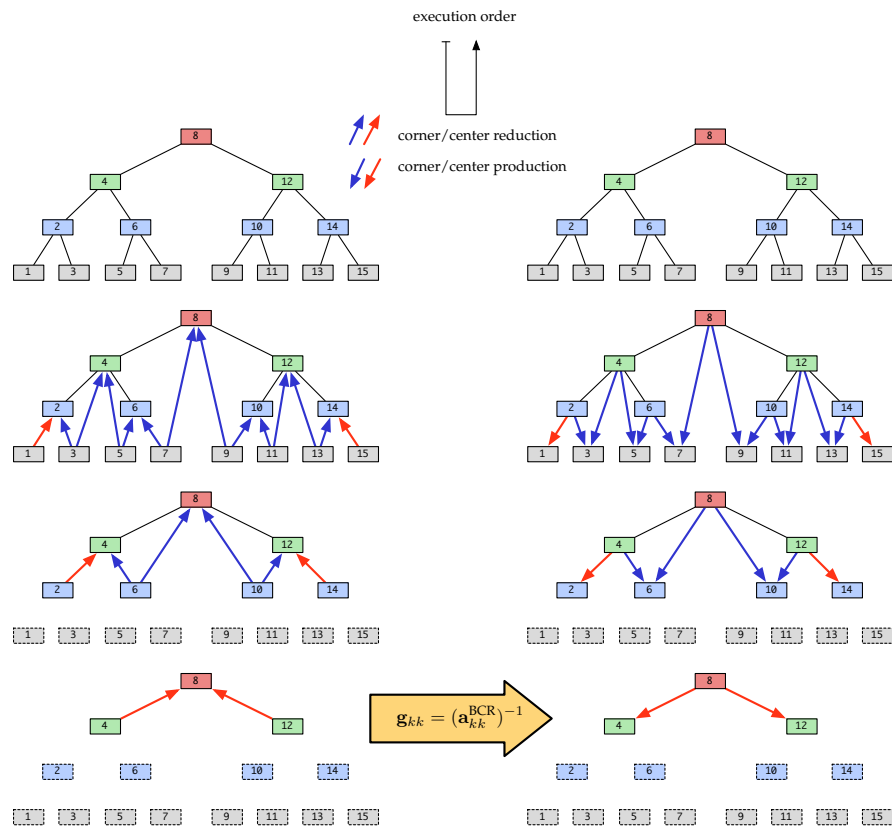 execution order
corner/center reduction
corner/center production
8 8
4 12 4 12
2 6 10 14 2 6 10 14
1 3 5 7 9 11 13 15 1 3 5 7 9 11 13 15
8 8
4 12 4 12
2 6 10 14 2 6 10 14
1 3 5 7 9 11 13 15 1 3 5 7 9 11 13 15
8 8
4 12 4 12
2 6 10 14 2 6 10 14
1 3 5 7 9 11 13 15 1 3 5 7 9 11 13 15
8 8
4 12 4 12
g_{kk} = (a_{kk}^{BCR})^{-1}
2 6 10 14 2 6 10 14
1 3 5 7 9 11 13 15 1 3 5 7 9 11 13 15